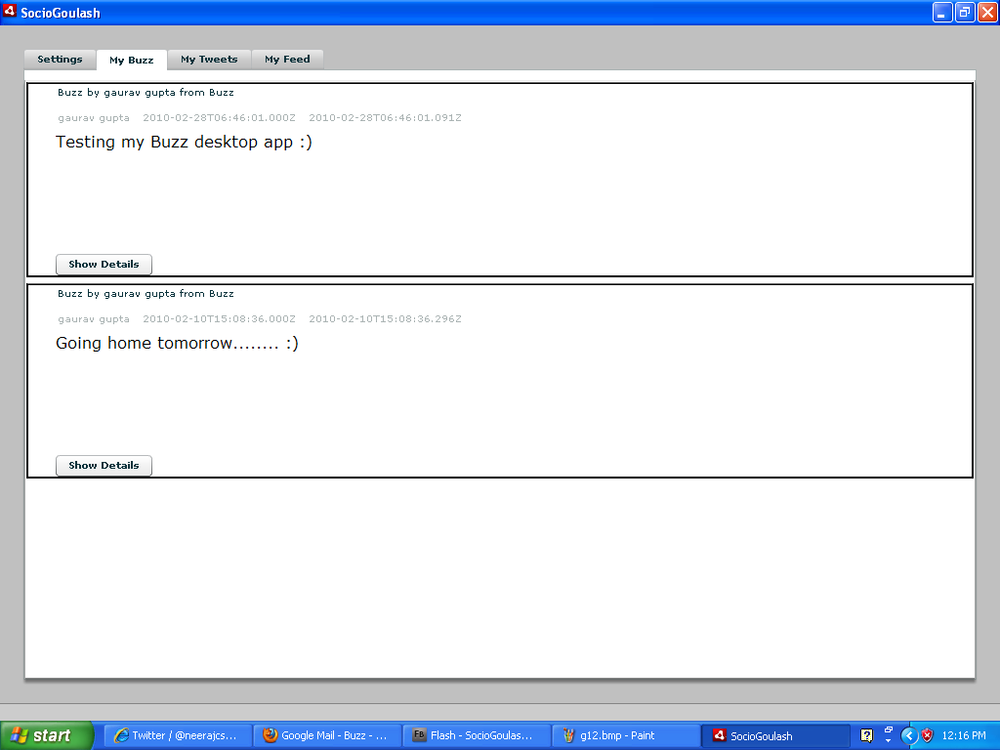 SocioGoulash
Settings My Buzz My Tweets My Feed
Buzz by gaurav gupta from Buzz
gaurav gupta 2010-02-28T06:46:01.000Z 2010-02-28T06:46:01.091Z
Testing my Buzz desktop app :)
Show Details
Buzz by gaurav gupta from Buzz
gaurav gupta 2010-02-10T15:08:36.000Z 2010-02-10T15:08:36.296Z
Going home tomorrow........ :)
Show Details
start Twitter / @neerajcs... Google Mail - Buzz - ... FB Flash - SocioGoulas... g12.bmp - Paint SocioGoulash ? 12:16 PM